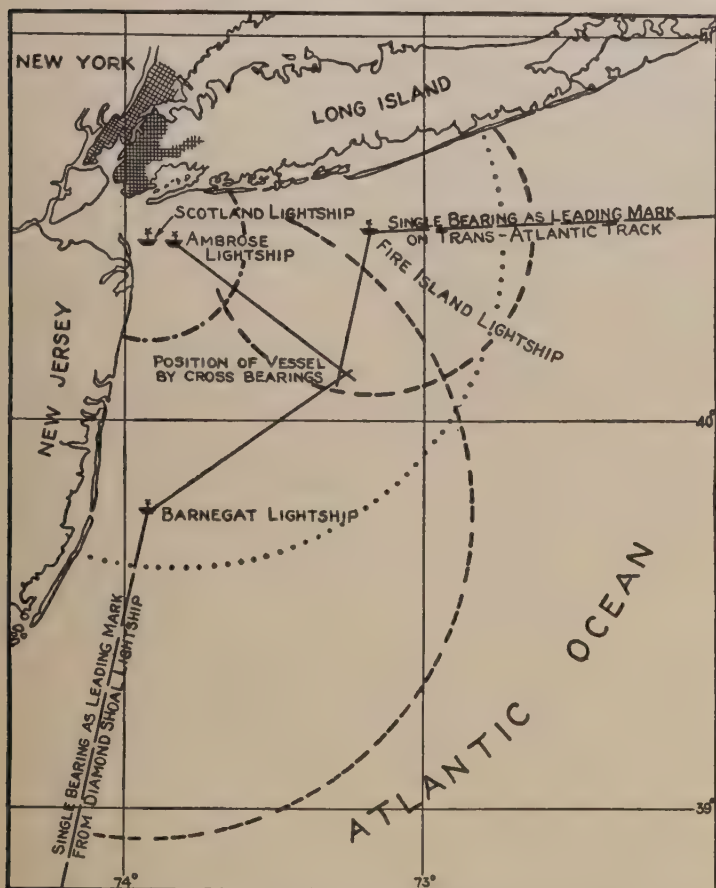 41°
NEW YORK
LONG ISLAND
SCOTLAND LIGHTSHIP
AMBROSE
LIGHTSHIP
SINGLE BEARING AS LEADING MARK
ON TRANS-ATLANTIC TRACK
FIRE ISLAND LIGHTSHIP
NEW JERSEY
POSITION OF VESSEL
BY CROSS BEARINGS
40°
BARNEGAT LIGHTSHIP
SINGLE BEARING AS LEADING MARK
FROM DIAMOND SHOAL LIGHTSHIP
ATLANTIC OCEAN
39°
74°
73°